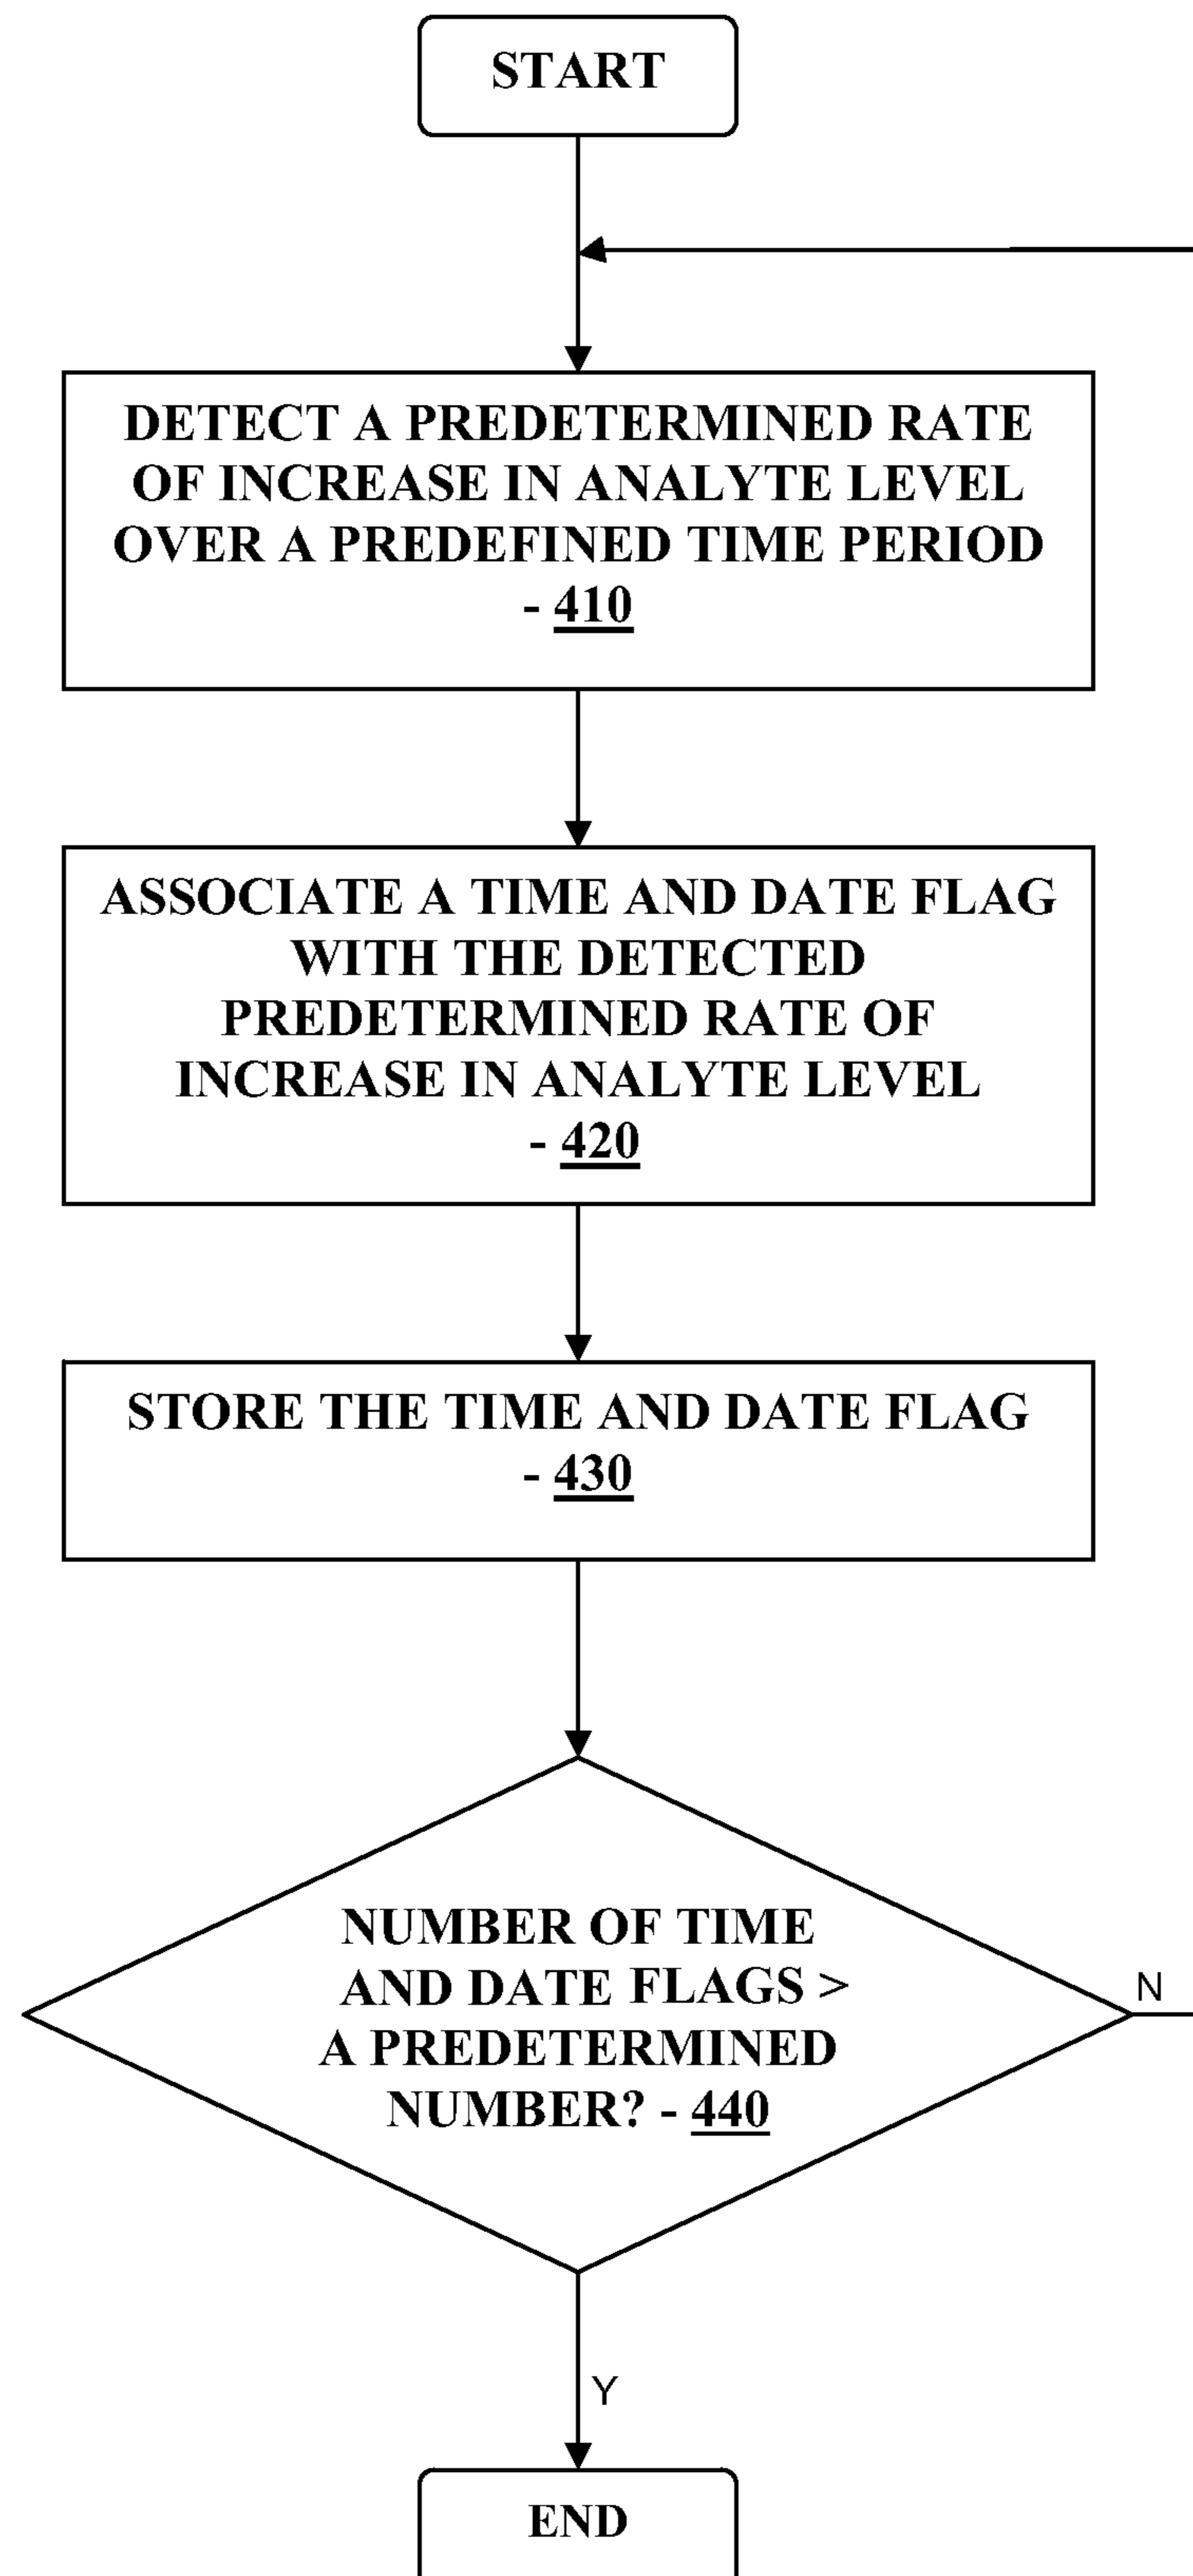 START
DETECT A PREDETERMINED RATE
OF INCREASE IN ANALYTE LEVEL
OVER A PREDEFINED TIME PERIOD
- 410
ASSOCIATE A TIME AND DATE FLAG
WITH THE DETECTED
PREDETERMINED RATE OF
INCREASE IN ANALYTE LEVEL
- 420
STORE THE TIME AND DATE FLAG
- 430
NUMBER OF TIME
AND DATE FLAGS >
A PREDETERMINED
NUMBER? - 440
N
Y
END